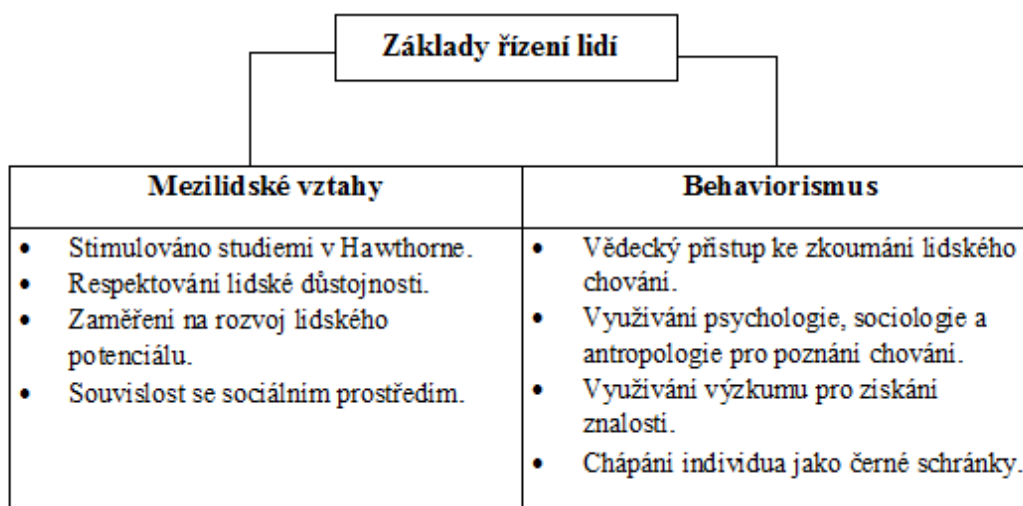 Základy řízení lidí
Mezilidské vztahy
• Stimulováno studiemi v Hawthorne.
• Respektování lidské důstojnosti.
• Zaměření na rozvoj lidského
potenciálu.
• Souvislost se sociálním prostředím.
Behaviorismus
• Vědecký přístup ke zkoumání lidského
chování.
• Využívání psychologie, sociologie a
antropologie pro poznání chování.
• Využívání výzkumu pro získání
znalostí.
• Chápání individua jako černé schránky.